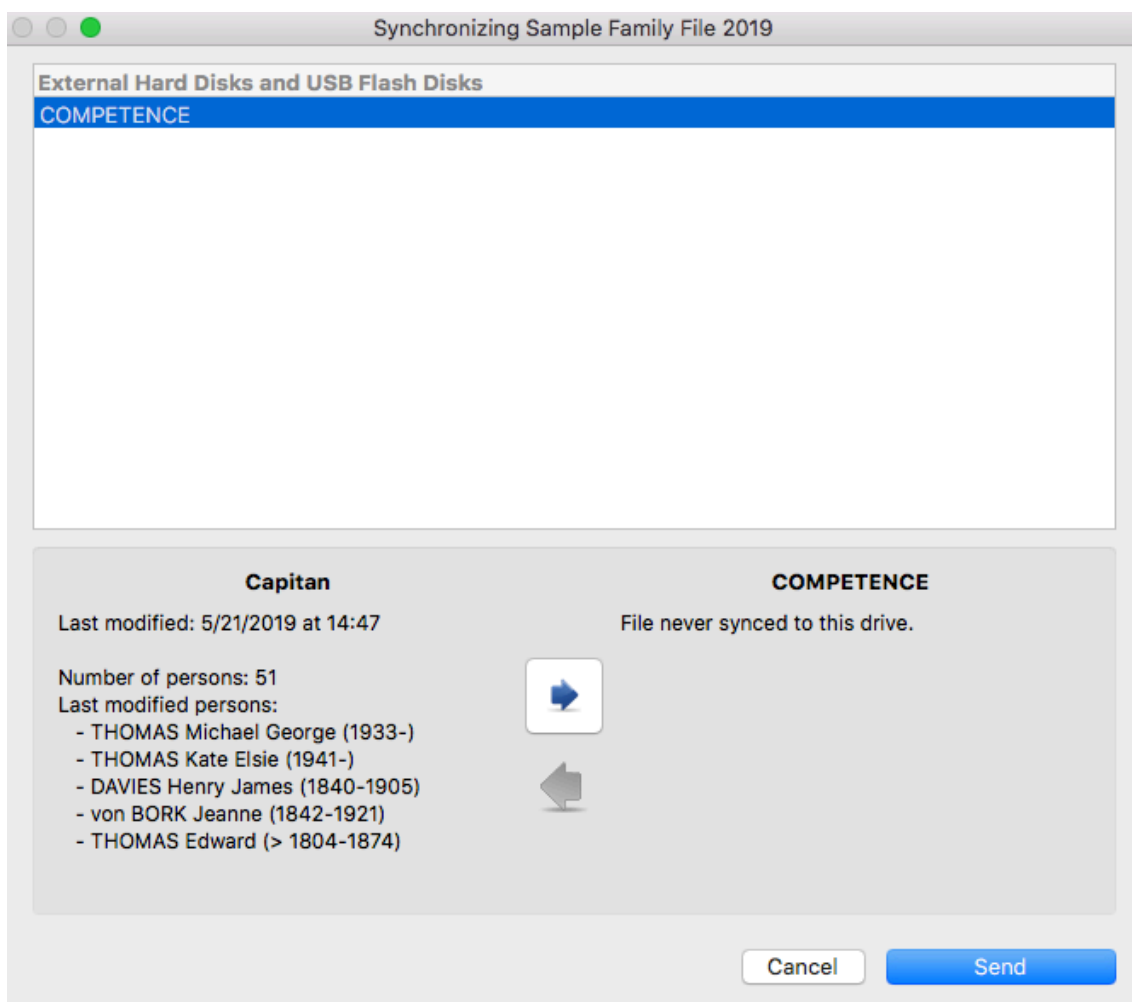 Synchronizing Sample Family File 2019
External Hard Disks and USB Flash Disks
COMPETENCE
Capitan
Last modified: 5/21/2019 at 14:47
Number of persons: 51
Last modified persons:
- THOMAS Michael George (1933-)
- THOMAS Kate Elsie (1941-)
- DAVIES Henry James (1840-1905)
- von BORK Jeanne (1842-1921)
- THOMAS Edward (> 1804-1874)
COMPETENCE
File never synced to this drive.
Cancel
Send